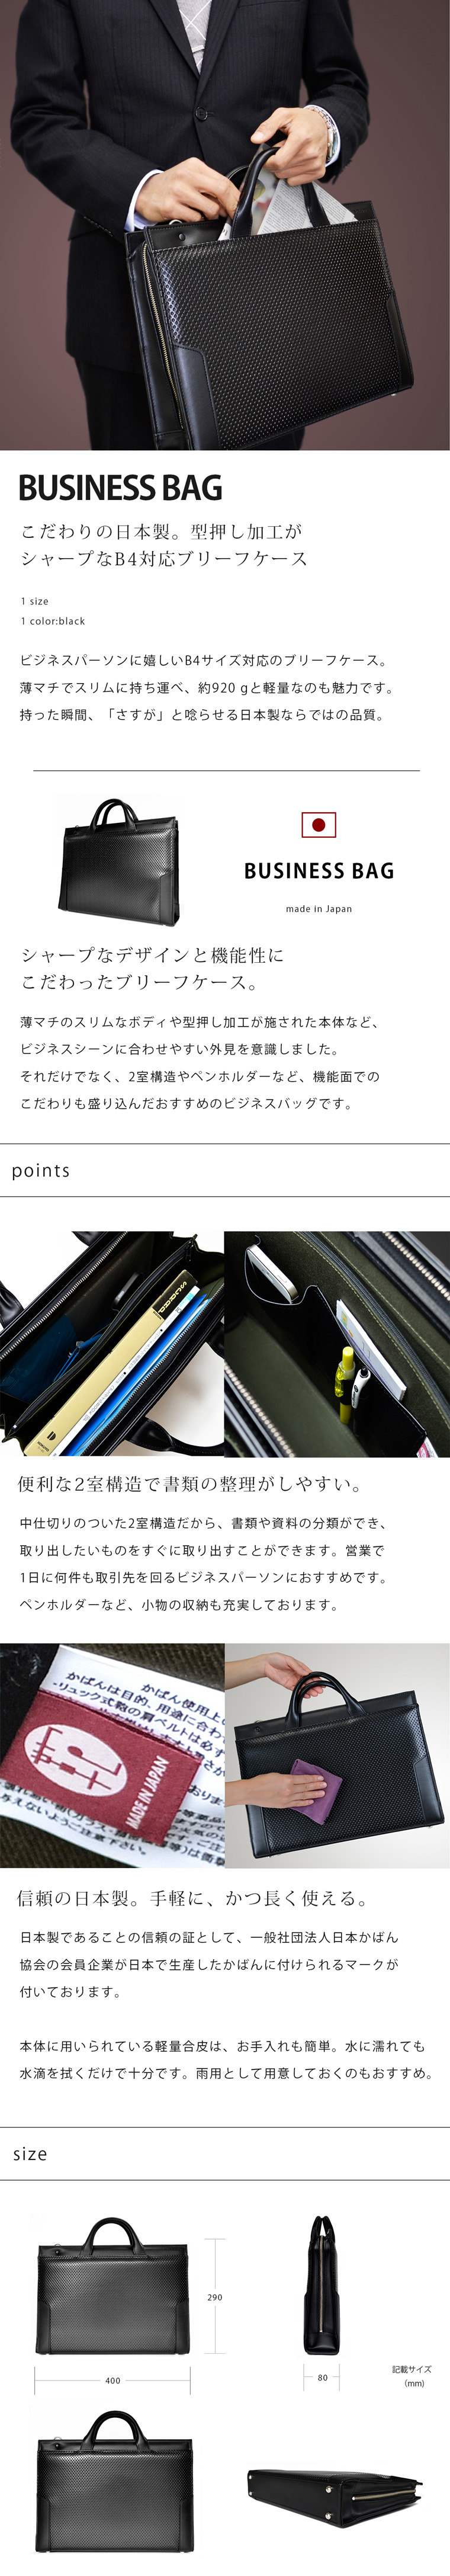 BUSINESS BAG
こだわりの日本製。型押し加工が
シャープなB4対応ブリーフケース
1 size
1 color:black
ビジネスパーソンに嬉しいB4サイズ対応のブリーフケース。
薄マチでスリムに持ち運べ、約920 gと軽量なのも魅力です。
持った瞬間、「さすが」と唸らせる日本製ならではの品質。
BUSINESS BAG
made in Japan
シャープなデザインと機能性に
こだわったブリーフケース。
薄マチのスリムなボディや型押し加工が施された本体など、
ビジネスシーンに合わせやすい外見を意識しました。
それだけでなく、2室構造やペンホルダーなど、機能面での
こだわりも盛り込んだおすすめのビジネスバッグです。
points
便利な2室構造で書類の整理がしやすい。
中仕切りのついた2室構造だから、書類や資料の分類ができ、
取り出したいものをすぐに取り出すことができます。営業で
1日に何件も取引先を回るビジネスパーソンにおすすめです。
ペンホルダーなど、小物の収納も充実しております。
かばん使用上
かばんは目的、用途に合わ
・リュック式製の肩ベルトは必ず
MADE IN JAPAN
信頼の日本製。手軽に、かつ長く使える。
日本製であることの信頼の証として、一般社団法人日本かばん
協会の会員企業が日本で生産したかばんに付けられるマークが
付いております。
本体に用いられている軽量合皮は、お手入れも簡単。水に濡れても
水滴を拭くだけで十分です。雨用として用意しておくのもおすすめ。
size
290
400
80
記載サイズ
(mm)